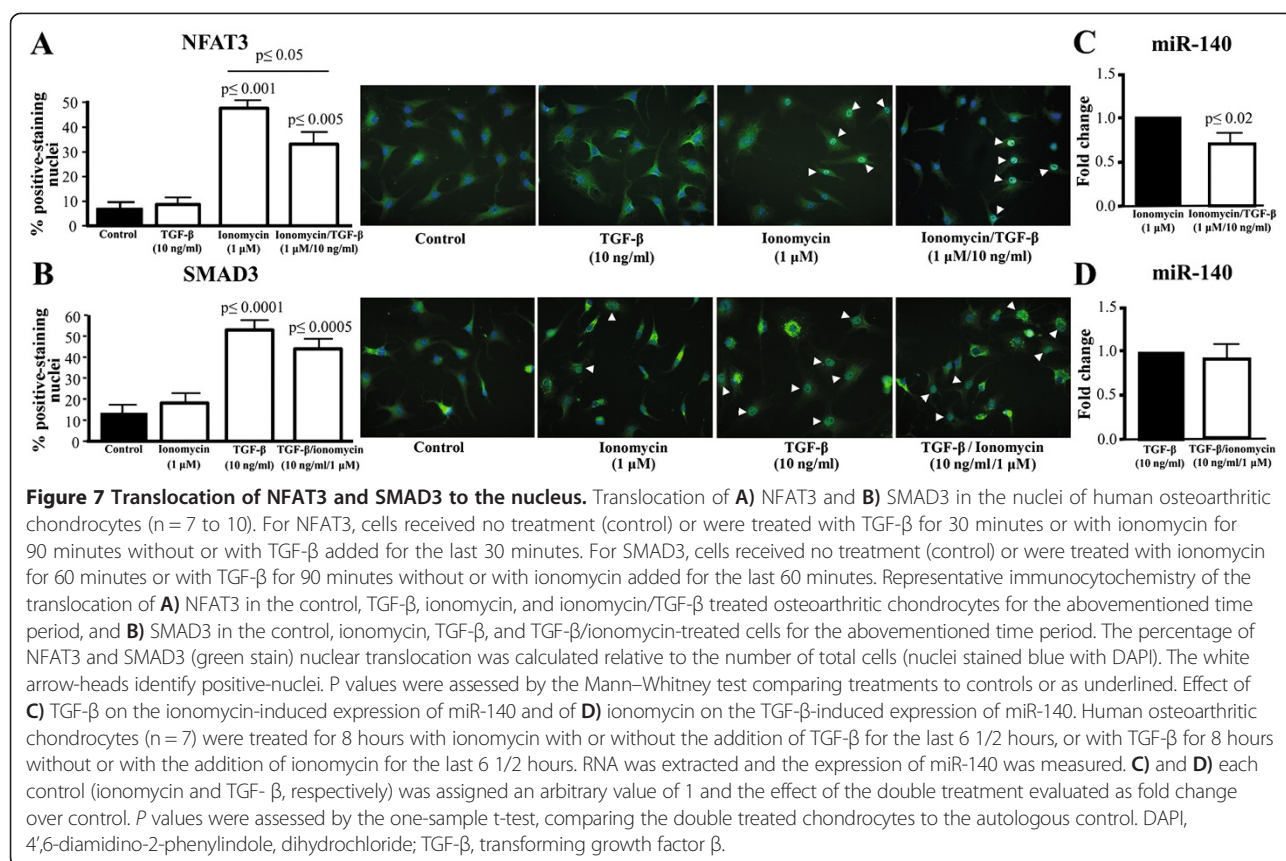 A
NFAT3
p≤ 0.05
p≤ 0.001
p≤ 0.005
% positive-staining
nuclei
50
40
30
20
10
0
Control
TGF-β
(10 ng/ml)
Ionomycin
(1 µM)
Ionomycin/TGF-β
(1 µM/10 ng/ml)
Control
TGF-β
(10 ng/ml)
Ionomycin
(1 µM)
Ionomycin/TGF-β
(1 µM/10 ng/ml)
C
miR-140
Fold change
1.5
1.0
0.5
0.0
p≤ 0.02
Ionomycin
(1 µM)
Ionomycin/TGF-β
(1 µM/10 ng/ml)
B
SMAD3
p≤ 0.0001
p≤ 0.0005
% positive-staining
nuclei
60
50
40
30
20
10
0
Control
Ionomycin
(1 µM)
TGF-β
(10 ng/ml)
TGF-β/ionomycin
(10 ng/ml/1 µM)
Control
Ionomycin
(1 µM)
TGF-β
(10 ng/ml)
TGF-β / Ionomycin
(10 ng/ml/1 µM)
D
miR-140
Fold change
1.5
1.0
0.5
0.0
TGF-β
(10 ng/ml)
TGF-β/ionomycin
(10 ng/ml/1 µM)
Figure 7 Translocation of NFAT3 and SMAD3 to the nucleus. Translocation of A) NFAT3 and B) SMAD3 in the nuclei of human osteoarthritic
chondrocytes (n = 7 to 10). For NFAT3, cells received no treatment (control) or were treated with TGF-β for 30 minutes or with ionomycin for
90 minutes without or with TGF-β added for the last 30 minutes. For SMAD3, cells received no treatment (control) or were treated with ionomycin
for 60 minutes or with TGF-β for 90 minutes without or with ionomycin added for the last 60 minutes. Representative immunocytochemistry of the
translocation of A) NFAT3 in the control, TGF-β, ionomycin, and ionomycin/TGF-β treated osteoarthritic chondrocytes for the abovementioned time
period, and B) SMAD3 in the control, ionomycin, TGF-β, and TGF-β/ionomycin-treated cells for the abovementioned time period. The percentage of
NFAT3 and SMAD3 (green stain) nuclear translocation was calculated relative to the number of total cells (nuclei stained blue with DAPI). The white
arrow-heads identify positive-nuclei. P values were assessed by the Mann–Whitney test comparing treatments to controls or as underlined. Effect of
C) TGF-β on the ionomycin-induced expression of miR-140 and of D) ionomycin on the TGF-β-induced expression of miR-140. Human osteoarthritic
chondrocytes (n = 7) were treated for 8 hours with ionomycin with or without the addition of TGF-β for the last 6 1/2 hours, or with TGF-β for 8 hours
without or with the addition of ionomycin for the last 6 1/2 hours. RNA was extracted and the expression of miR-140 was measured. C) and D) each
control (ionomycin and TGF- β, respectively) was assigned an arbitrary value of 1 and the effect of the double treatment evaluated as fold change
over control. P values were assessed by the one-sample t-test, comparing the double treated chondrocytes to the autologous control. DAPI,
4′,6-diamidino-2-phenylindole, dihydrochloride; TGF-β, transforming growth factor β.